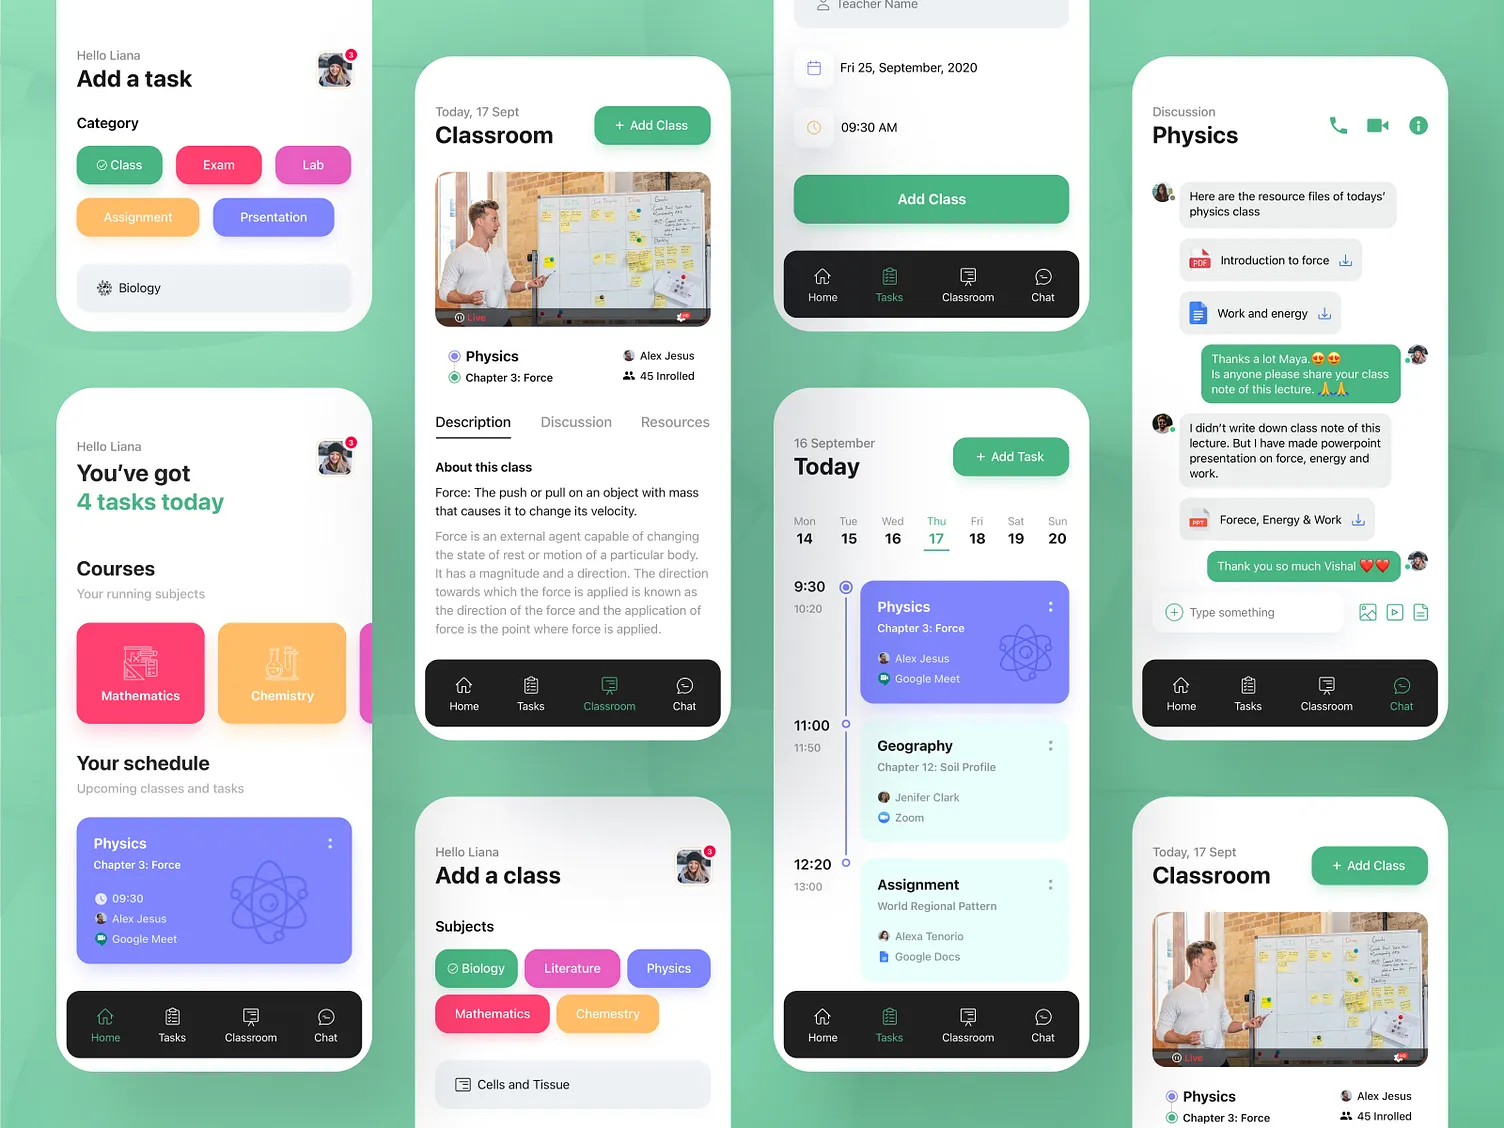 Hello Liana
Add a task
3
Category
Class
Exam
Lab
Assignment
Prsentation
Biology
Hello Liana
You've got
4 tasks today
3
Courses
Your running subjects
Mathematics
Chemistry
Your schedule
Upcoming classes and tasks
Physics
Chapter 3: Force
09:30
Alex Jesus
Google Meet
Home
Tasks
Classroom
Chat
Today, 17 Sept
Classroom
+ Add Class
Live
HD
Physics
Alex Jesus
Chapter 3: Force
45 Inrolled
Description
Discussion
Resources
About this class
Force: The push or pull on an object with mass
that causes it to change its velocity.
Force is an external agent capable of changing
the state of rest or motion of a particular body.
It has a magnitude and a direction. The direction
towards which the force is applied is known as
the direction of the force and the application of
force is the point where force is applied.
Home
Tasks
Classroom
Chat
Hello Liana
Add a class
3
Subjects
Biology
Literature
Physics
Mathematics
Chemestry
Cells and Tissue
Teacher Name
Fri 25, September, 2020
09:30 AM
Add Class
Home
Tasks
Classroom
Chat
16 September
Today
+ Add Task
Mon Tue Wed Thu Fri Sat Sun
14 15 16 17 18 19 20
9:30
10:20
Physics
Chapter 3: Force
Alex Jesus
Google Meet
11:00
11:50
Geography
Chapter 12: Soil Profile
Jenifer Clark
Zoom
12:20
13:00
Assignment
World Regional Pattern
Alexa Tenorio
Google Docs
Home
Tasks
Classroom
Chat
Discussion
Physics
Here are the resource files of todays'
physics class
PDF
Introduction to force
Work and energy
Thanks a lot Maya.😍😍
Is anyone please share your class
note of this lecture. 🙏🙏
I didn't write down class note of this
lecture. But I have made powerpoint
presentation on force, energy and
work.
PPT
Forece, Energy & Work
Thank you so much Vishal ❤️❤️
Type something
Home
Tasks
Classroom
Chat
Today, 17 Sept
Classroom
+ Add Class
Live
HD
Physics
Alex Jesus
Chapter 3: Force
45 Inrolled